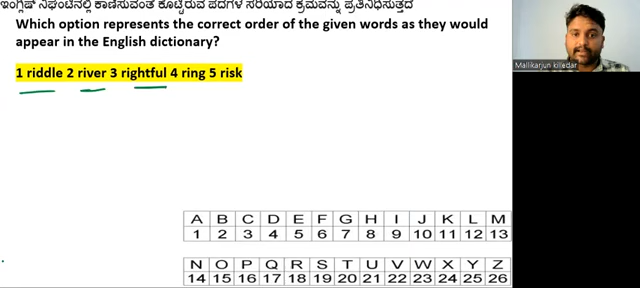 ಇಂಗ್ಲಿಷ್ ನಿಘಂಟಿನಲ್ಲಿ ಕಾಣಿಸುವಂತೆ ಕೊಟ್ಟಿರುವ ಪದಗಳ ಸರಿಯಾದ ಕ್ರಮವನ್ನು ಪ್ರತಿನಿಧಿಸುತ್ತದೆ
Which option represents the correct order of the given words as they would
appear in the English dictionary?
1 riddle 2 river 3 rightful 4 ring 5 risk
Mallikarjun killedar
A B C D E F G H I J K L M
1 2 3 4 5 6 7 8 9 10 11 12 13
N O P Q R S T U V W X Y Z
14 15 16 17 18 19 20 21 22 23 24 25 26